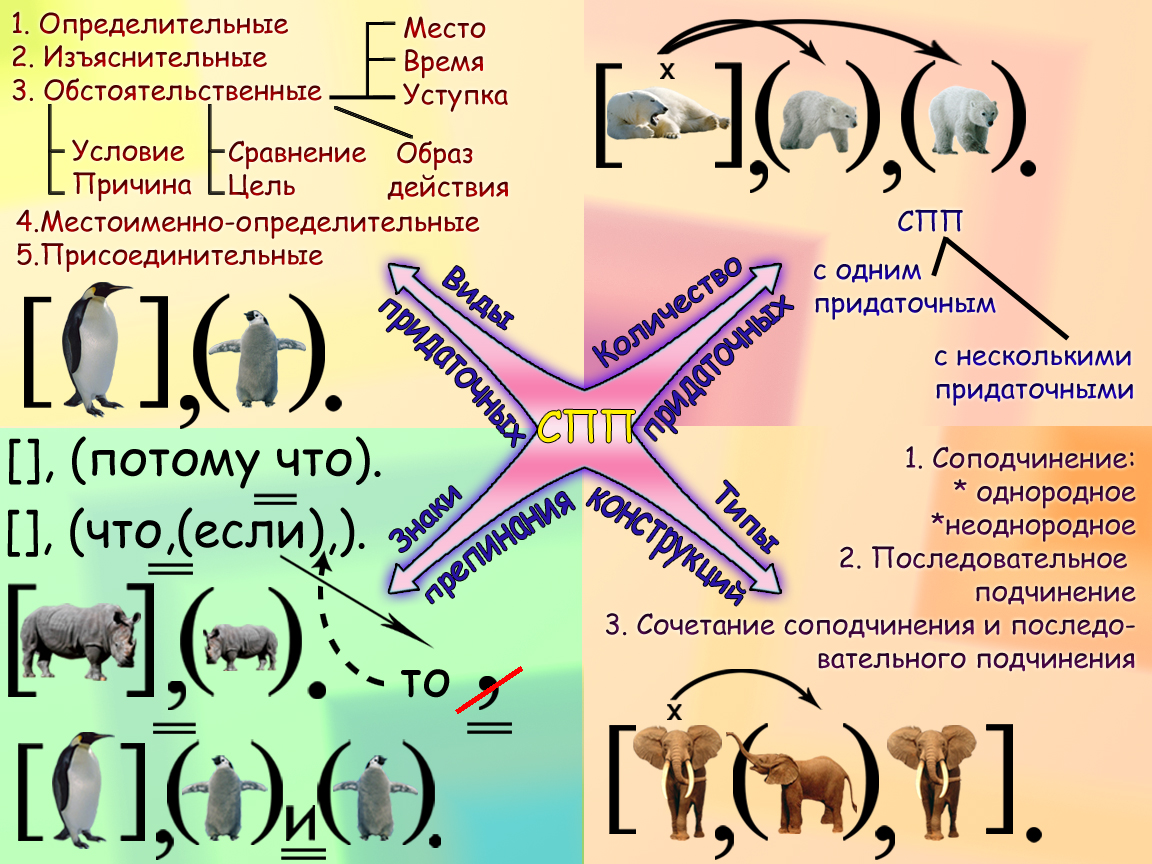 1. Определительные
2. Изъяснительные
3. Обстоятельственные
Место
Время
Уступка
Условие
Причина
Сравнение
Цель
Образ
действия
4.Местоименно-определительные
5.Присоединительные
[ ], ( ).
х
[ ], ( ), ( ).
СПП
с одним
придаточным
с несколькими
придаточными
Виды
придаточных
Количество
придаточных
СПП
Знаки
препинания
Типы
конструкций
[], (потому что).
[], (что,(если),).
[ ], ( ).
то ,
[ ], ( ) и ( ).
1. Соподчинение:
* однородное
*неоднородное
2. Последовательное
подчинение
3. Сочетание соподчинения и последо-
вательного подчинения
х
[ , ( ), ].